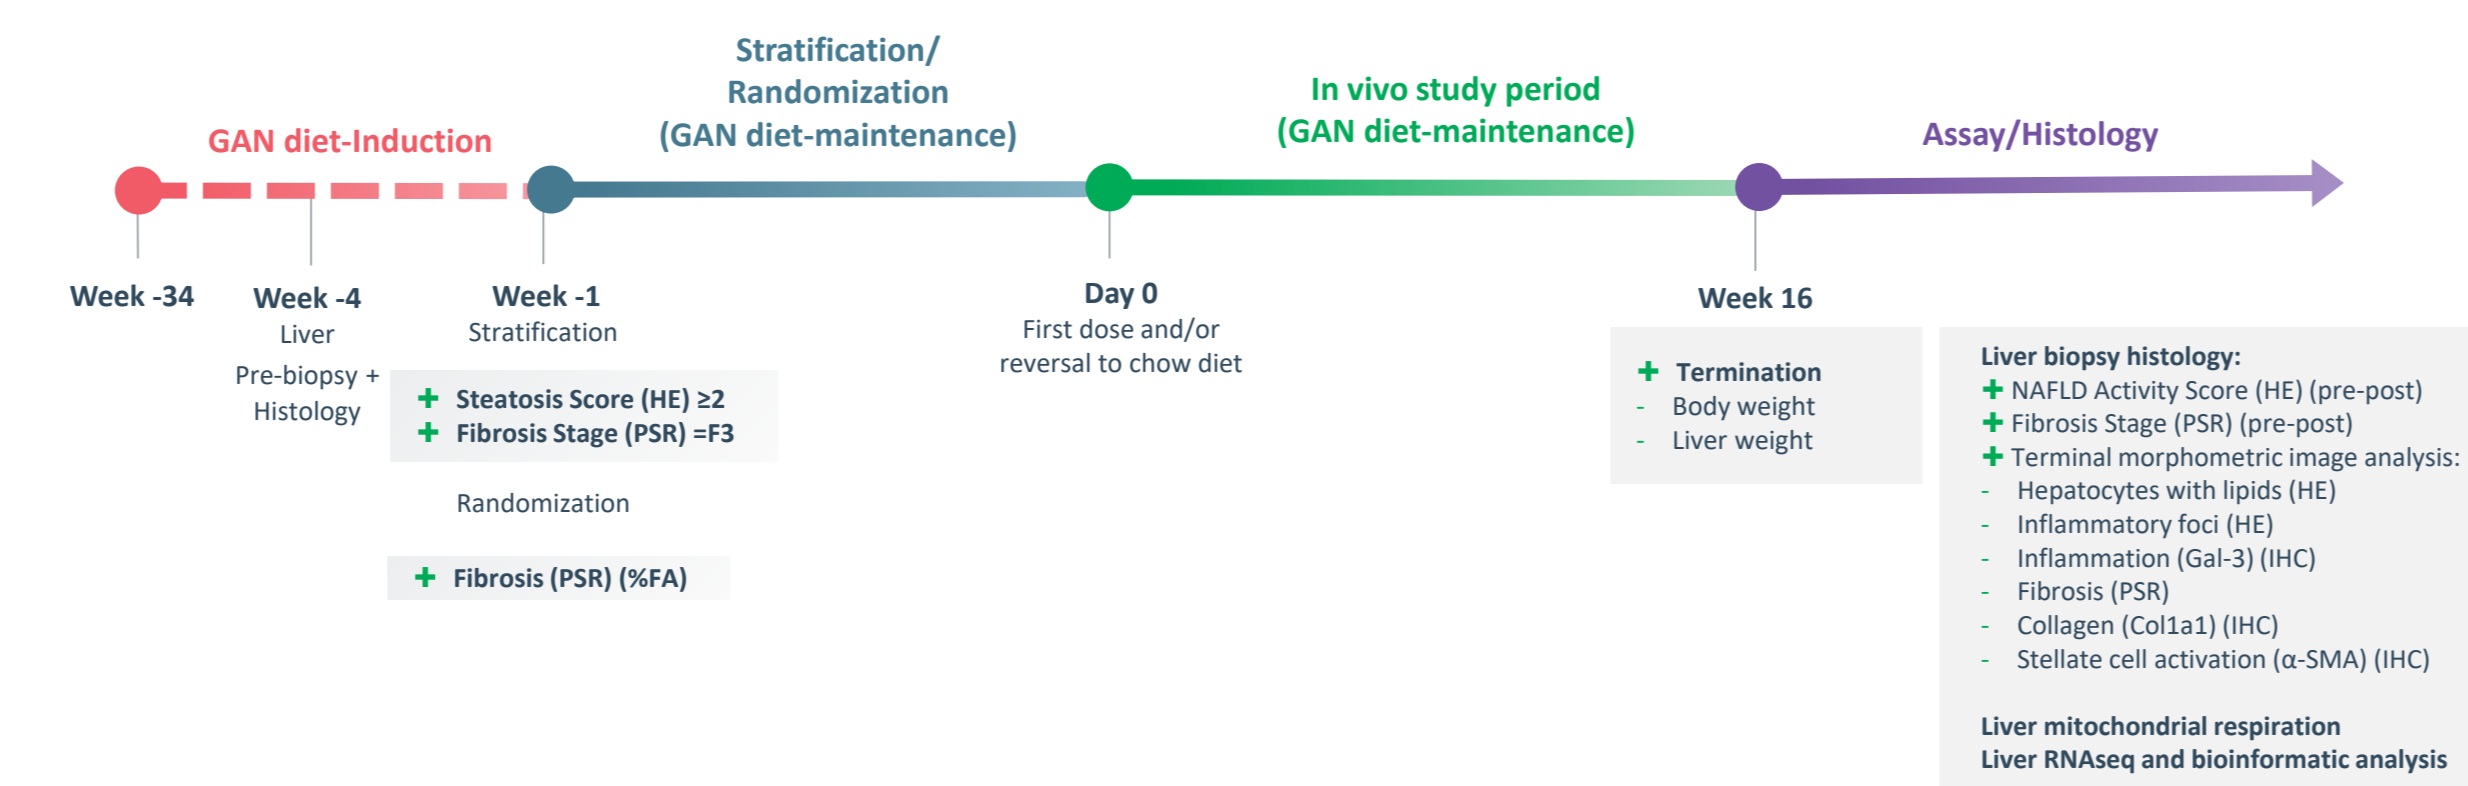 GAN diet-Induction
Stratification/
Randomization
(GAN diet-maintenance)
In vivo study period
(GAN diet-maintenance)
Assay/Histology
Week -34
Week -4
Liver
Pre-biopsy +
Histology
Week -1
Stratification
+ Steatosis Score (HE) ≥2
+ Fibrosis Stage (PSR) =F3
Randomization
+ Fibrosis (PSR) (%FA)
Day 0
First dose and/or
reversal to chow diet
Week 16
+ Termination
- Body weight
- Liver weight
Liver biopsy histology:
+ NAFLD Activity Score (HE) (pre-post)
+ Fibrosis Stage (PSR) (pre-post)
+ Terminal morphometric image analysis:
- Hepatocytes with lipids (HE)
- Inflammatory foci (HE)
- Inflammation (Gal-3) (IHC)
- Fibrosis (PSR)
- Collagen (Col1a1) (IHC)
- Stellate cell activation (α-SMA) (IHC)
Liver mitochondrial respiration
Liver RNAseq and bioinformatic analysis